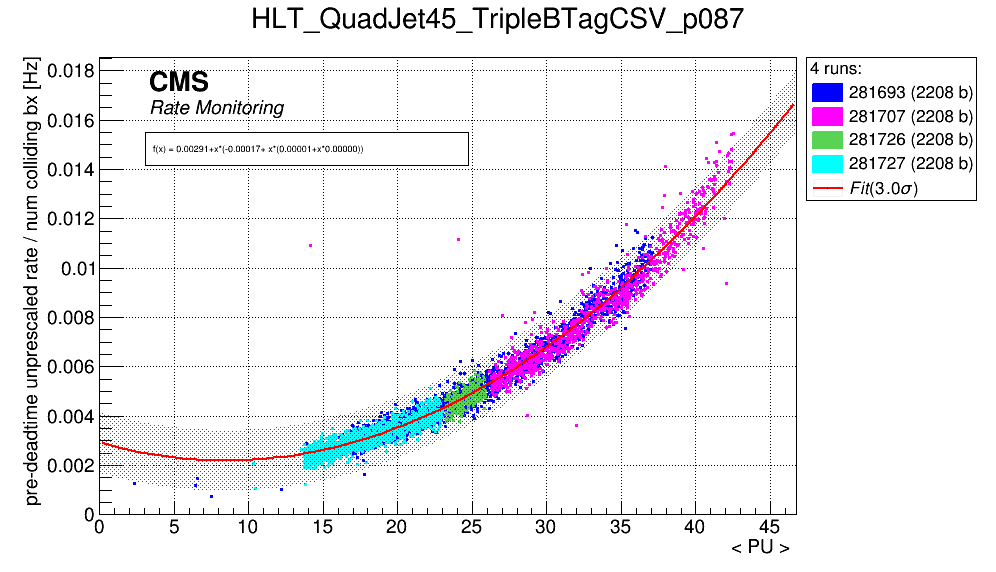 HLT_QuadJet45_TripleBTagCSV_p087
pre-deadtime unprescaled rate / num colliding bx [Hz]
0.018
0.016
0.014
0.012
0.01
0.008
0.006
0.004
0.002
0
CMS
Rate Monitoring
f(x) = 0.00291+x*(-0.00017+ x*(0.00001+x*0.00000))
4 runs:
281693 (2208 b)
281707 (2208 b)
281726 (2208 b)
281727 (2208 b)
Fit(3.0σ)
0 5 10 15 20 25 30 35 40 45
< PU >